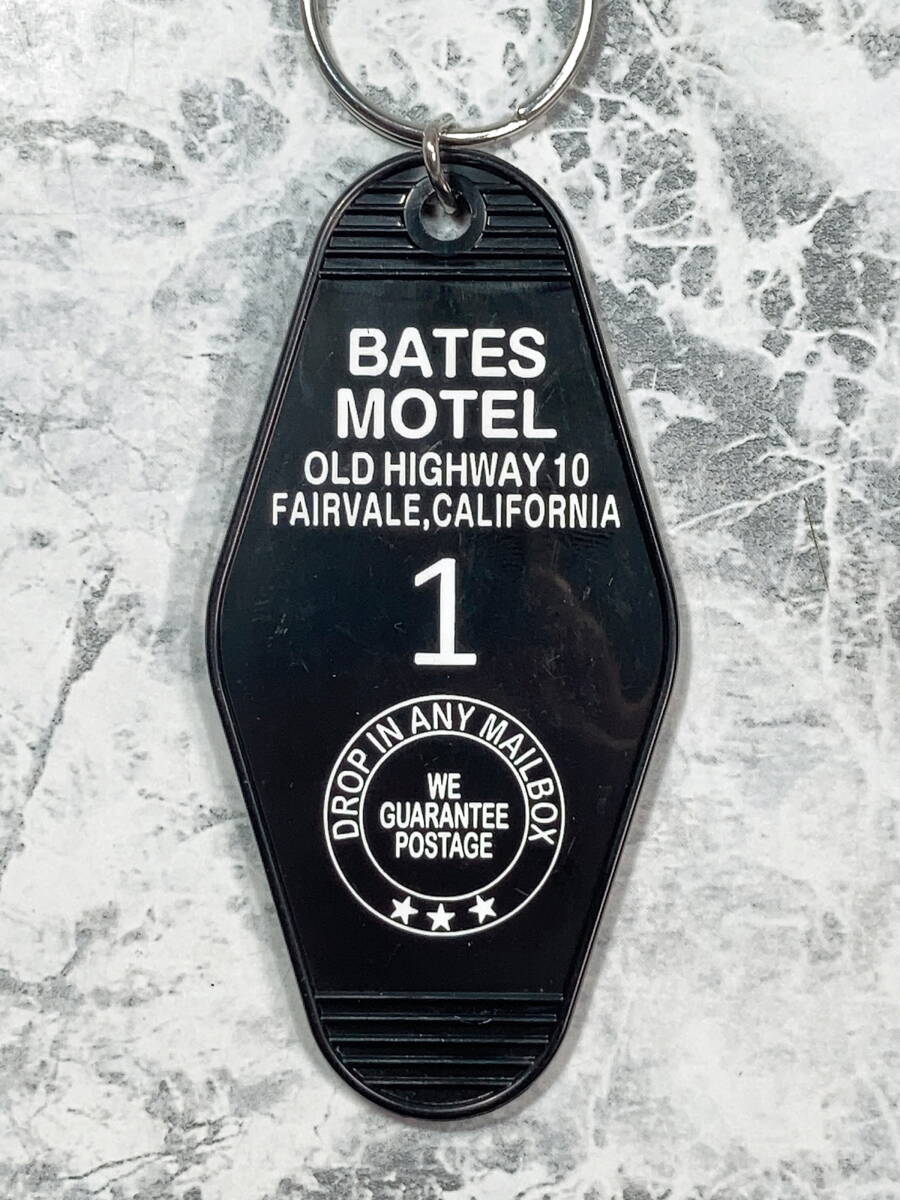 BATES
MOTEL
OLD HIGHWAY 10
FAIRVALE,CALIFORNIA
1
DROP IN ANY MAILBOX
WE
GUARANTEE
POSTAGE